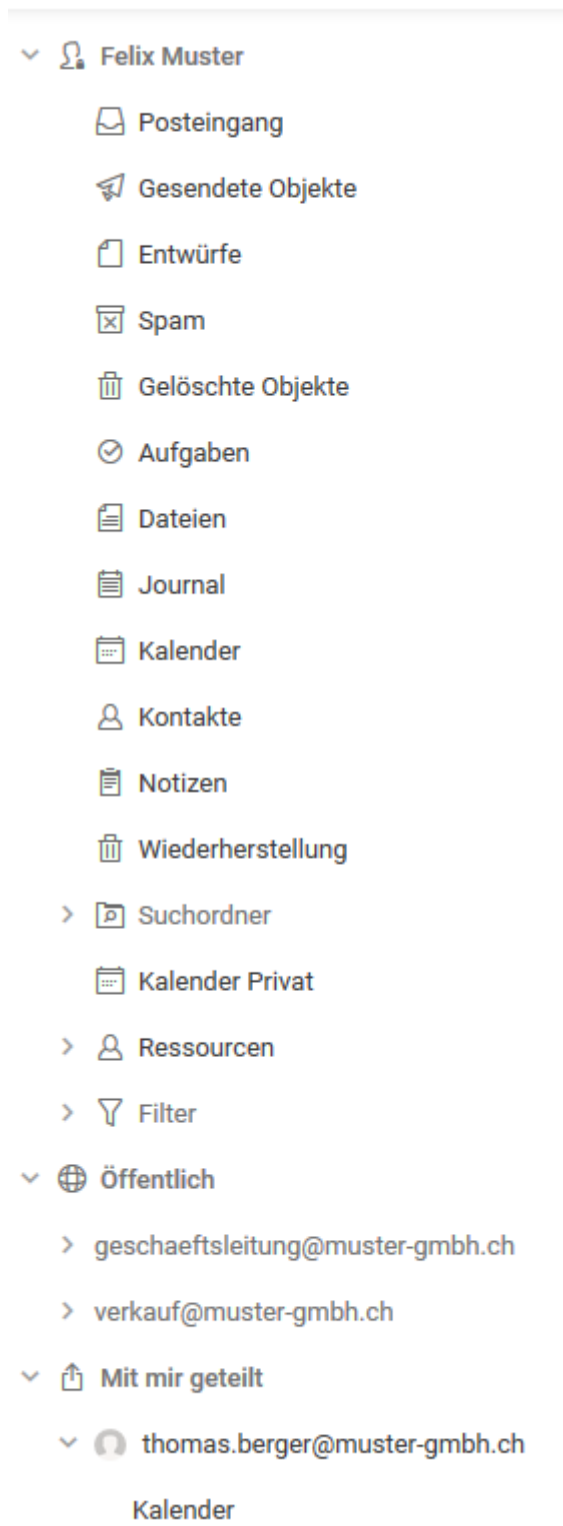 Felix Muster
Posteingang
Gesendete Objekte
Entwürfe
Spam
Gelöschte Objekte
Aufgaben
Dateien
Journal
Kalender
Kontakte
Notizen
Wiederherstellung
Suchordner
Kalender Privat
Ressourcen
Filter
Öffentlich
geschaeftsleitung@muster-gmbh.ch
verkauf@muster-gmbh.ch
Mit mir geteilt
thomas.berger@muster-gmbh.ch
Kalender